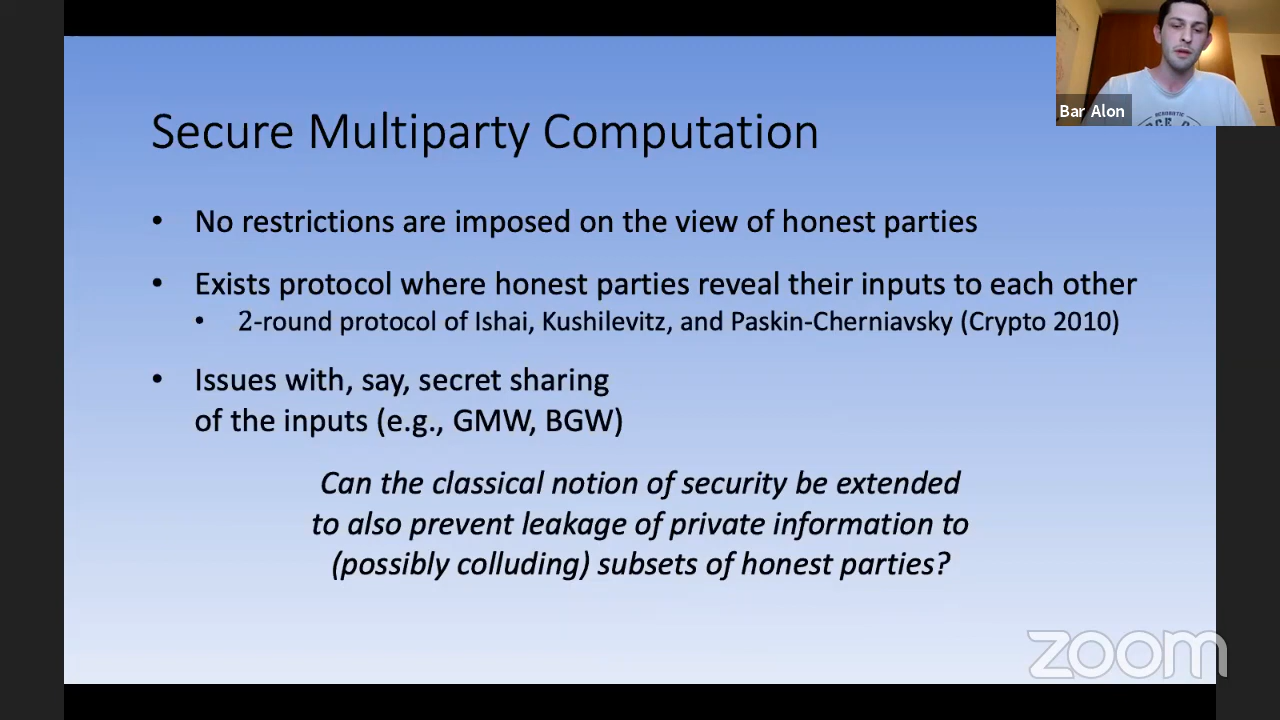 Secure Multiparty Computation
• No restrictions are imposed on the view of honest parties
• Exists protocol where honest parties reveal their inputs to each other
• 2-round protocol of Ishai, Kushilevitz, and Paskin-Cherniavsky (Crypto 2010)
• Issues with, say, secret sharing
of the inputs (e.g., GMW, BGW)
Can the classical notion of security be extended
to also prevent leakage of private information to
(possibly colluding) subsets of honest parties?
Bar Alon
zoom